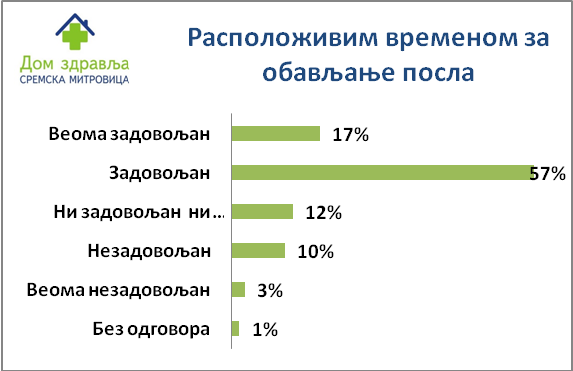 Дом здравља
СРЕМСКА МИТРОВИЦА
Расположивим временом за
обављање посла
Веома задовољан 17%
Задовољан 57%
Ни задовољан ни... 12%
Незадовољан 10%
Веома незадовољан 3%
Без одговора 1%